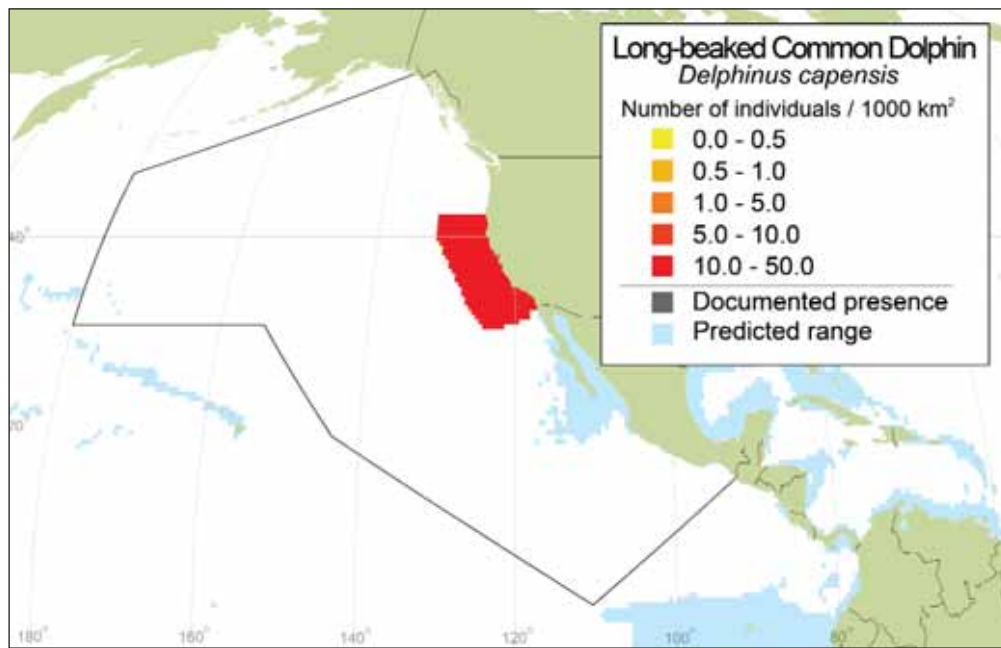 Long-beaked Common Dolphin
Delphinus capensis
Number of individuals / 1000 km²
0.0 - 0.5
0.5 - 1.0
1.0 - 5.0
5.0 - 10.0
10.0 - 50.0
Documented presence
Predicted range
40°
20°
180° 160° 140° 120° 100° 80°